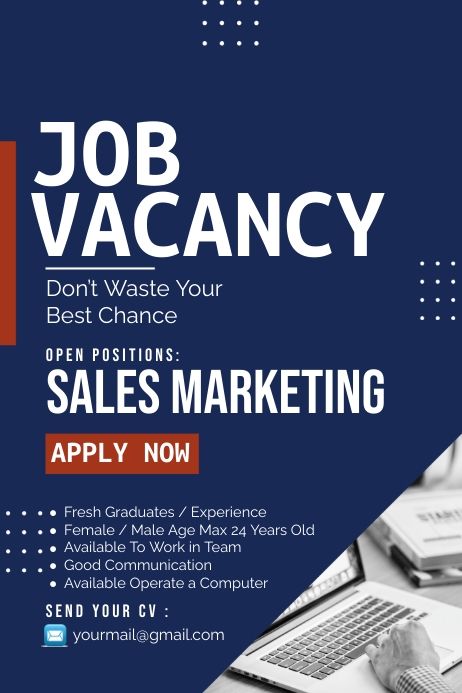 JOB
VACANCY
Don't Waste Your
Best Chance
OPEN POSITIONS:
SALES MARKETING
APPLY NOW
Fresh Graduates / Experience
Female / Male Age Max 24 Years Old
Available To Work in Team
Good Communication
Available Operate a Computer
SEND YOUR CV :
yourmail@gmail.com